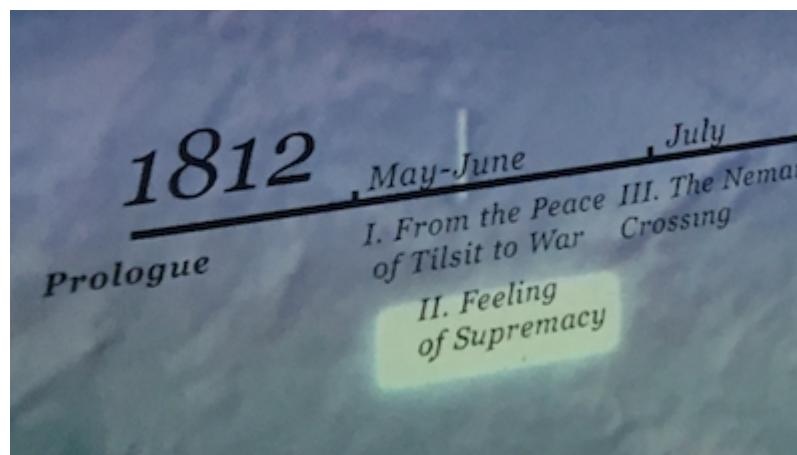 1812
May-June
July
Prologue
I. From the Peace
of Tilsit to War
III. The Neman
Crossing
II. Feeling
of Supremacy